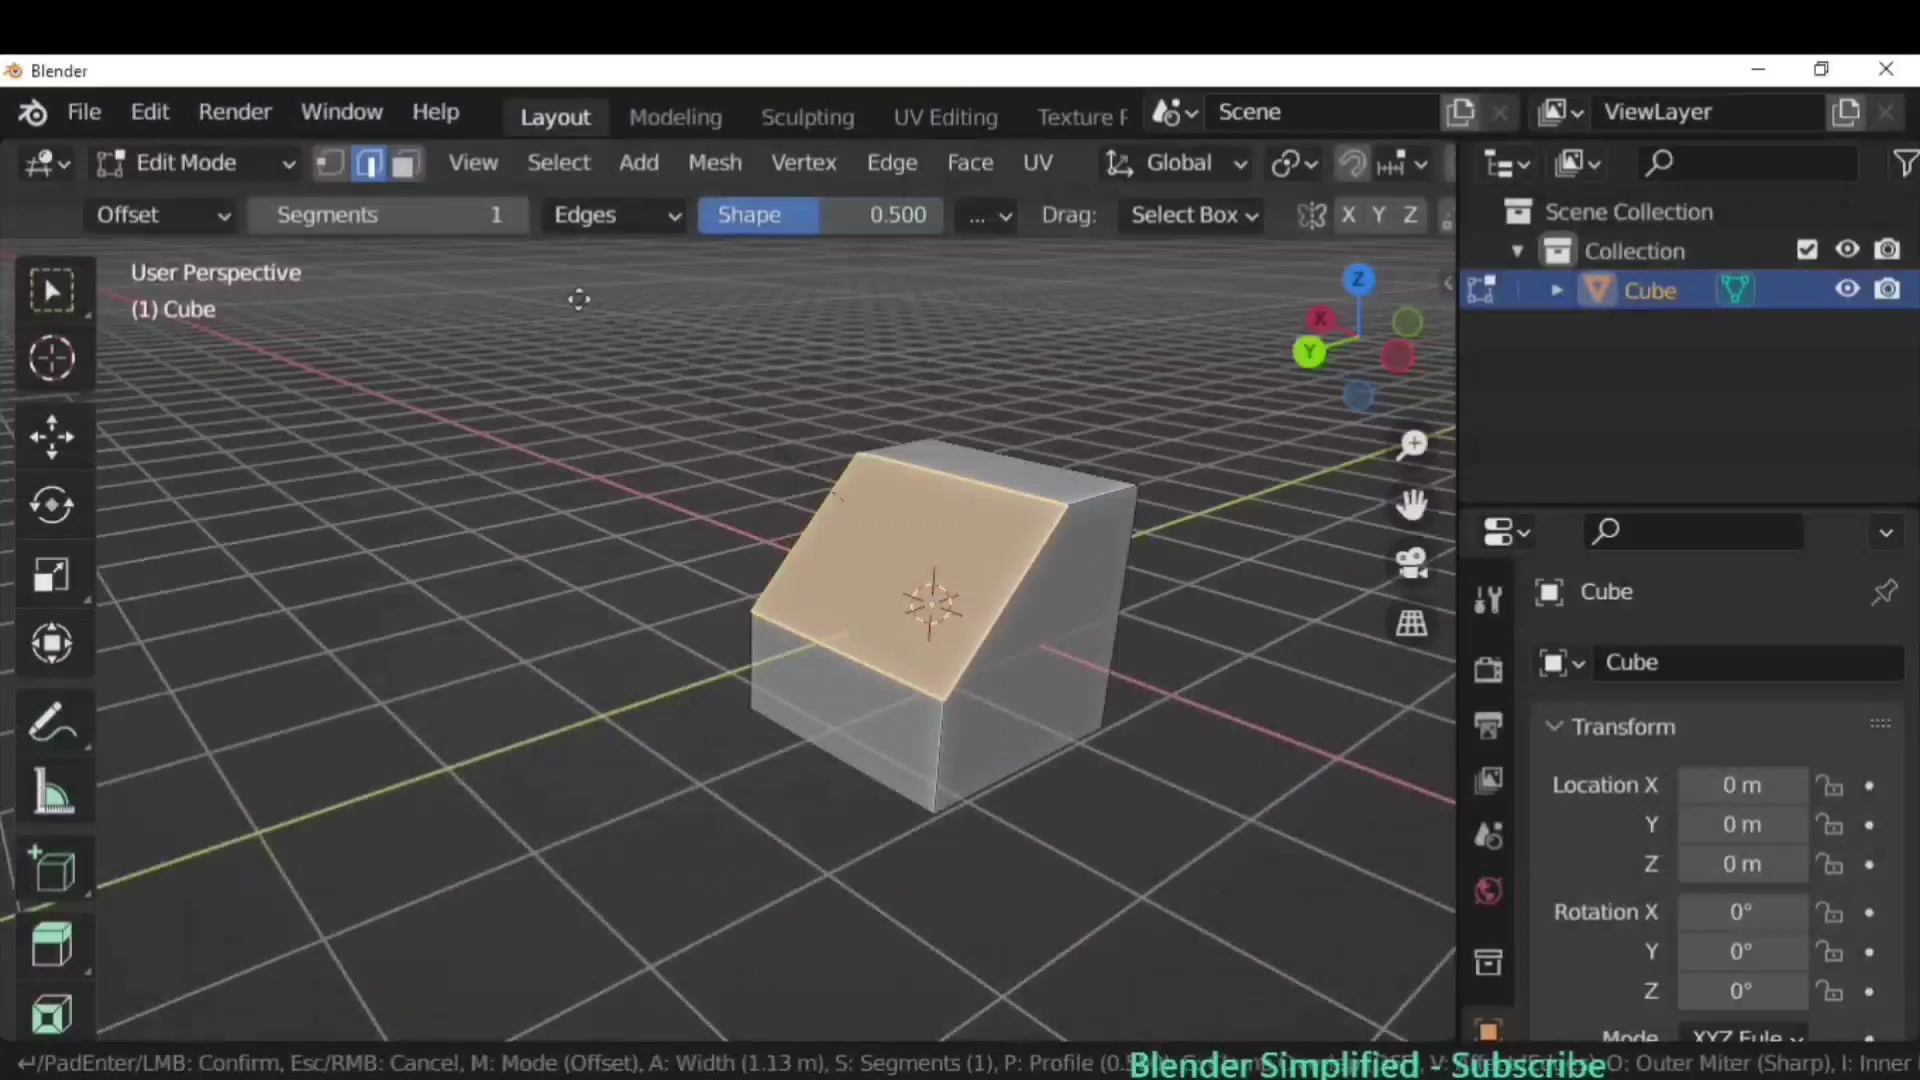 Blender
File Edit Render Window Help Layout Modeling Sculpting UV Editing Texture Scene ViewLayer
Edit Mode View Select Add Mesh Vertex Edge Face UV Global
Offset Segments 1 Edges Shape 0.500 ... Drag: Select Box X Y Z
Scene Collection
Collection
Cube
User Perspective
(1) Cube
Z
X
Y
Cube
Cube
Transform
Location X 0 m
Y 0 m
Z 0 m
Rotation X 0°
Y 0°
Z 0°
Mode XYZ Eule
↵/PadEnter/LMB: Confirm, Esc/RMB: Cancel, M: Mode (Offset), A: Width (1.13 m), S: Segments (1), P: Profile O: Outer Miter (Sharp), I: Inner
Blender Simplified - Subscribe